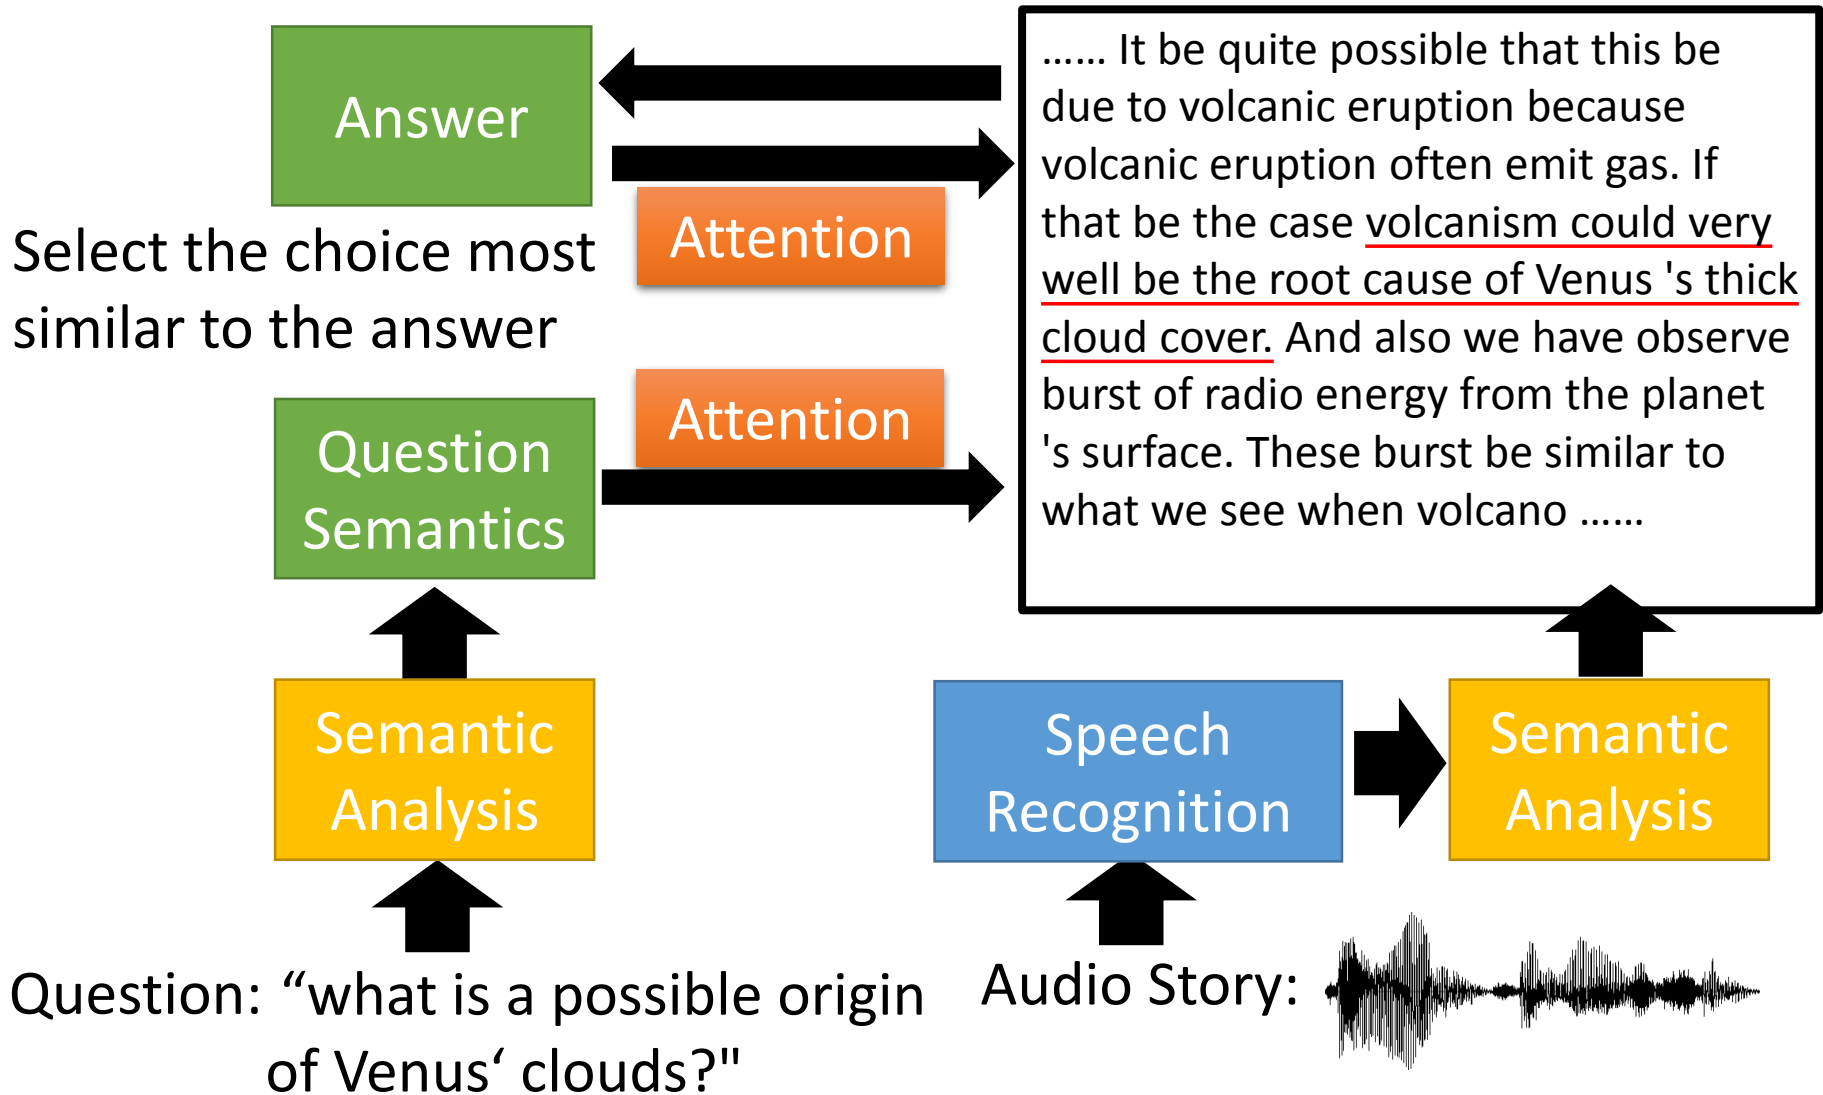 Answer
Select the choice most
similar to the answer
Attention
Attention
Question
Semantics
Semantic
Analysis
Question: “what is a possible origin
of Venus‘ clouds?"
…… It be quite possible that this be
due to volcanic eruption because
volcanic eruption often emit gas. If
that be the case volcanism could very
well be the root cause of Venus 's thick
cloud cover. And also we have observe
burst of radio energy from the planet
's surface. These burst be similar to
what we see when volcano ……
Speech
Recognition
Semantic
Analysis
Audio Story: